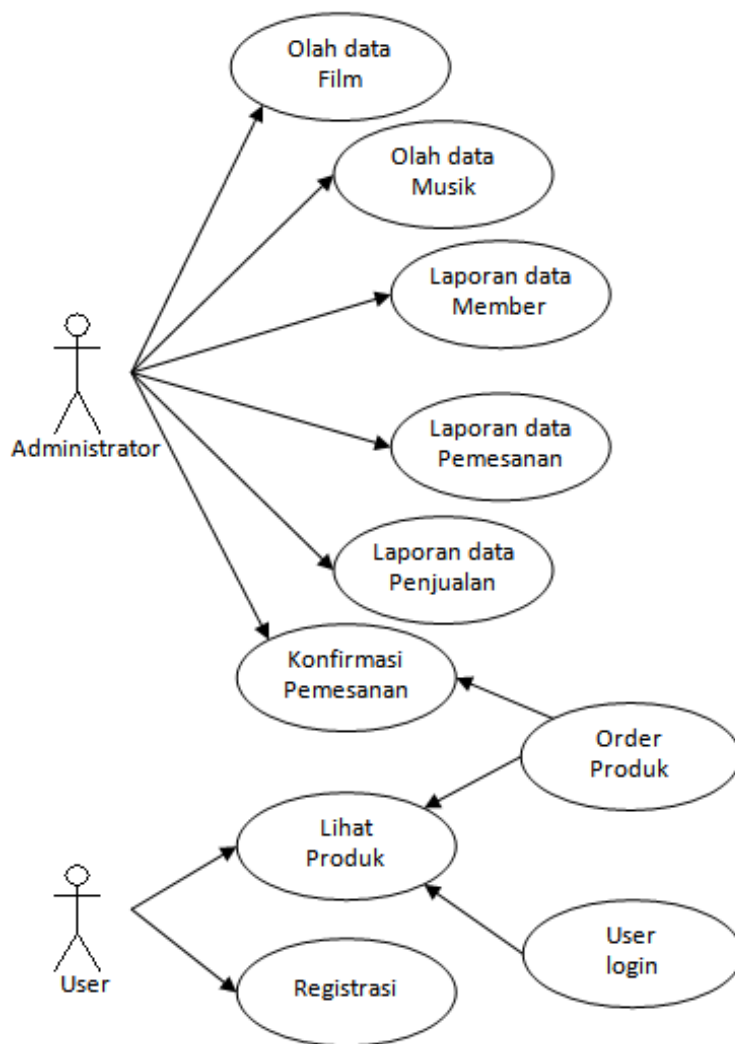 Olah data
Film
Olah data
Musik
Laporan data
Member
Administrator
Laporan data
Pemesanan
Laporan data
Penjualan
Konfirmasi
Pemesanan
Order
Produk
Lihat
Produk
User
User
login
Registrasi